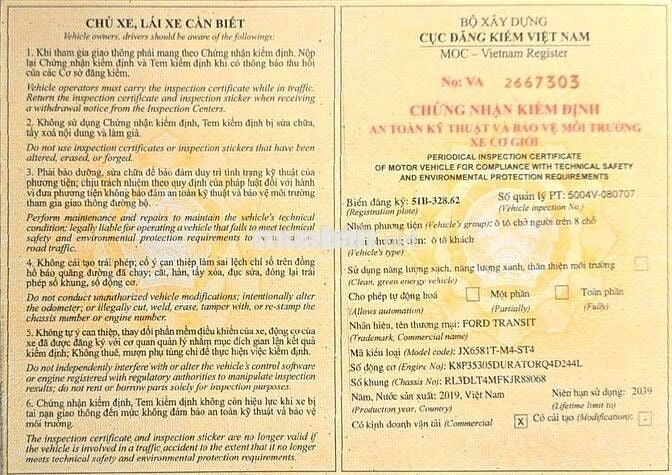 CHỦ XE, LÁI XE CẦN BIẾT
Vehicle owners, drivers should be aware of the followings:
1. Khi tham gia giao thông phải mang theo Chứng nhận kiểm định. Nộp
lại Chứng nhận kiểm định và Tem kiểm định khi có thông báo thu hồi
của các Cơ sở đăng kiểm.
Vehicle operators must carry the inspection certificate while in traffic.
Return the inspection certificate and inspection sticker when receiving
a withdrawal notice from the Inspection Centers.
2. Không sử dụng Chứng nhận kiểm định, Tem kiểm định bị sửa chữa,
tẩy xoá nội dung và làm giả.
Do not use inspection certificates or inspection stickers that have been
altered, erased, or forged.
3. Phải bảo dưỡng, sửa chữa để bảo đảm duy trì tình trạng kỹ thuật của
phương tiện; chịu trách nhiệm theo quy định của pháp luật đối với hành
vi đưa phương tiện không bảo đảm an toàn kỹ thuật và bảo vệ môi trường
tham gia giao thông đường bộ.
Perform maintenance and repairs to maintain the vehicle's technical
condition; legally liable for operating a vehicle that fails to meet technical
safety and environmental protection requirements to
road traffic.
4. Không cải tạo trái phép; cố ý can thiệp làm sai lệch chỉ số trên đồng
hồ báo quãng đường đã chạy; cắt, hàn, tẩy xóa, đục sửa, đóng lại trái
phép số khung, số động cơ.
Do not conduct unauthorized vehicle modifications; intentionally alter
the odometer; or illegally cut, weld, erase, tamper with, or re-stamp the
chassis number or engine number.
5. Không tự ý can thiệp, thay đổi phần mềm điều khiển của xe, động cơ của
xe đã được đăng ký với cơ quan quản lý nhằm mục đích gian lận kết quả
kiểm định; Không thuê, mượn phụ tùng chỉ để thực hiện việc kiểm định.
Do not independently interfere with or alter the vehicle's control software
or engine registered with regulatory authorities to manipulate inspection
results; do not rent or borrow parts solely for inspection purposes.
6. Chứng nhận kiểm định, Tem kiểm định không còn hiệu lực khi xe bị
tai nạn giao thông đến mức không đảm bảo an toàn kỹ thuật và bảo vệ
môi trường.
The inspection certificate and inspection sticker are no longer valid if
the vehicle is involved in a traffic accident to the extent that it no longer
meets technical safety and environmental protection requirements.
BỘ XÂY DỰNG
CỤC ĐĂNG KIỂM VIỆT NAM
MOC – Vietnam Register
No: VA 2667303
CHỨNG NHẬN KIỂM ĐỊNH
AN TOÀN KỸ THUẬT VÀ BẢO VỆ MÔI TRƯỜNG
XE CƠ GIỚI
PERIODICAL INSPECTION CERTIFICATE
OF MOTOR VEHICLE FOR COMPLIANCE WITH TECHNICAL SAFETY
AND ENVIRONMENTAL PROTECTION REQUIREMENTS
Biển đăng ký: 51B-328.62 Số quản lý PT: 5004V-080707
(Registration plate) (Vehicle inspection No.)
Nhóm phương tiện (Vehicle's group): ô tô chở người trên 8 chỗ
ô tô khách
(Vehicle's type)
Sử dụng năng lượng sạch, năng lượng xanh, thân thiện môi trường
(Clean, green energy vehicle)
Cho phép tự động hoá Một phần Toàn phần
(Allows automation) (Partially) (Fully)
Nhãn hiệu, tên thương mại: FORD TRANSIT
(Trademark, Commercial name)
Mã kiểu loại (Model code): JX6581T-M4-ST4
Số động cơ (Engine No): K8P35305DURATORQ4D244L
Số khung (Chassis No): RL3DLT4MFKJR88068
Năm, Nước sản xuất: 2019, Việt Nam Niên hạn sử dụng: 2039
(Production year, Country) (Lifetime limit to)
Có kinh doanh vận tải (Commercial X Có cải tạo (Modification): -